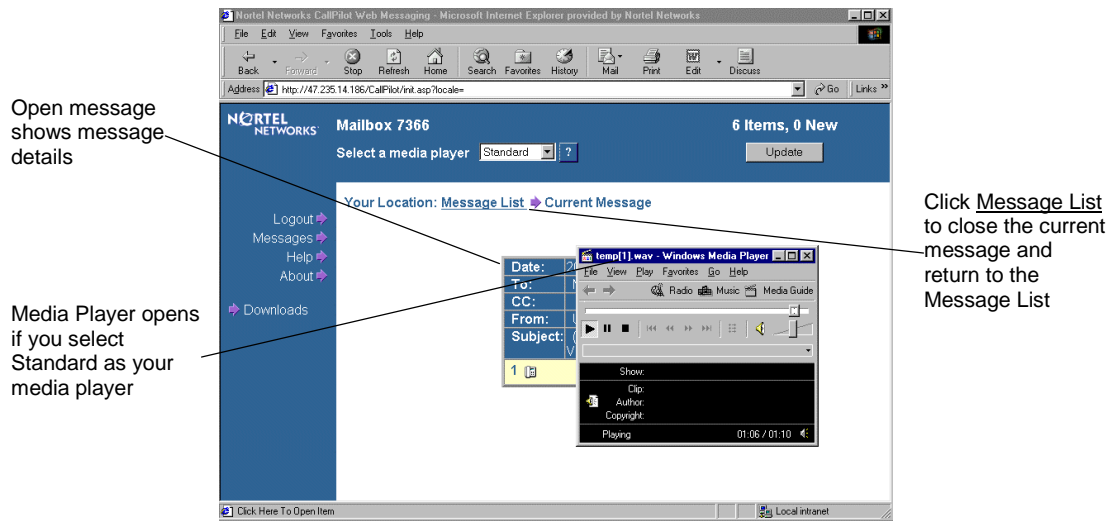 Nortel Networks CallPilot Web Messaging - Microsoft Internet Explorer provided by Nortel Networks
File Edit View Favorites Tools Help
Back Forward Stop Refresh Home Search Favorites History Mail Print Edit Discuss
Address http://47.235.14.186/CallPilot/init.asp?locale= Go Links »
NORTEL
NETWORKS
Mailbox 7366
6 Items, 0 New
Select a media player Standard ? Update
Your Location: Message List Current Message
Logout
Messages
Help
About
Downloads
Date: 20
To: N
CC:
From: U
Subject: (
V
1
temp[1].wav - Windows Media Player
File View Play Favorites Go Help
Radio Music Media Guide
Show:
Clip:
Author:
Copyright:
Playing 01:06 / 01:10
Click Here To Open Item
Local intranet
Open message
shows message
details
Media Player opens
if you select
Standard as your
media player
Click Message List
to close the current
message and
return to the
Message List